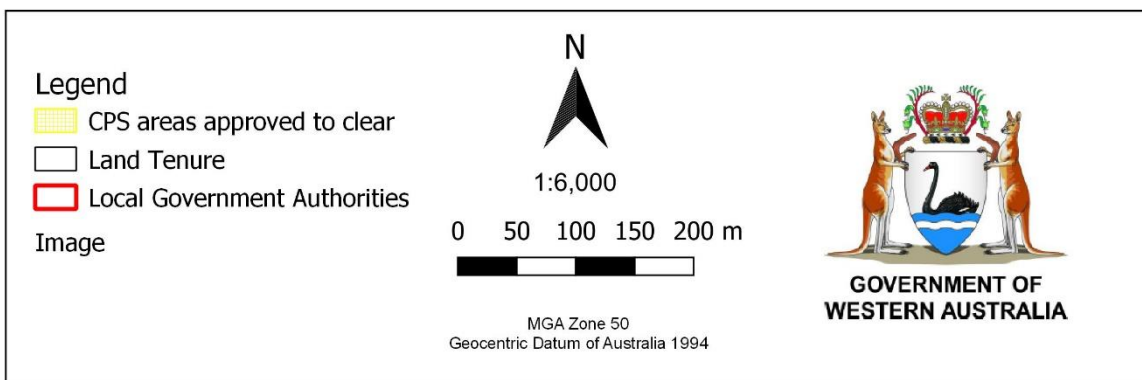 Legend
CPS areas approved to clear
Land Tenure
Local Government Authorities
Image
N
1:6,000
0 50 100 150 200 m
MGA Zone 50
Geocentric Datum of Australia 1994
GOVERNMENT OF
WESTERN AUSTRALIA